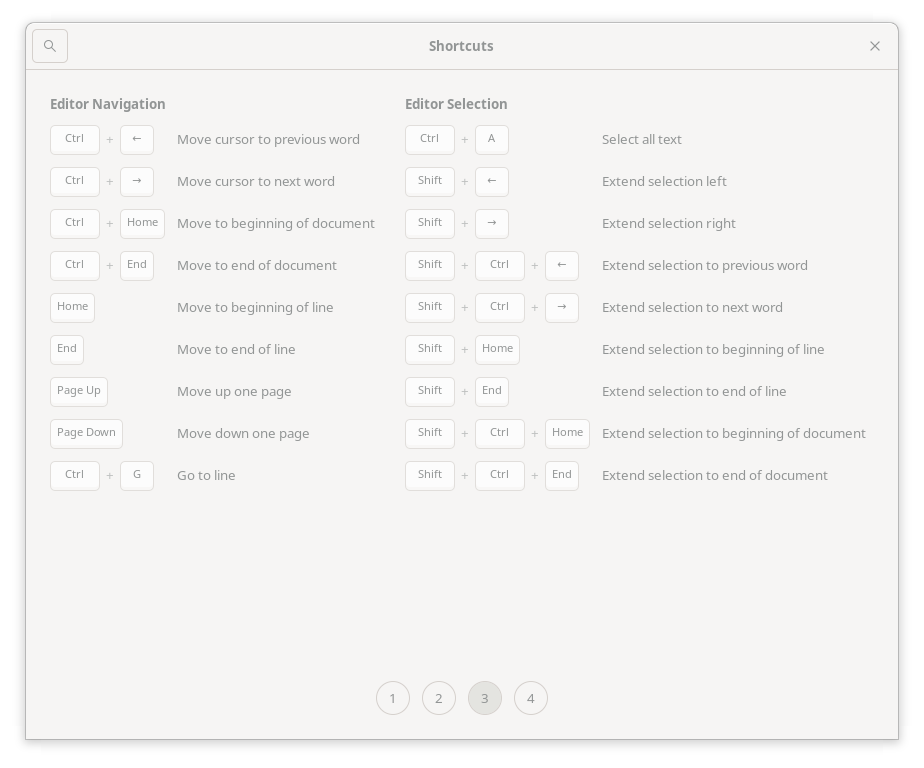 Shortcuts
Editor Navigation
Ctrl + ← Move cursor to previous word
Ctrl + → Move cursor to next word
Ctrl + Home Move to beginning of document
Ctrl + End Move to end of document
Home Move to beginning of line
End Move to end of line
Page Up Move up one page
Page Down Move down one page
Ctrl + G Go to line
Editor Selection
Ctrl + A Select all text
Shift + ← Extend selection left
Shift + → Extend selection right
Shift + Ctrl + ← Extend selection to previous word
Shift + Ctrl + → Extend selection to next word
Shift + Home Extend selection to beginning of line
Shift + End Extend selection to end of line
Shift + Ctrl + Home Extend selection to beginning of document
Shift + Ctrl + End Extend selection to end of document
1 2 3 4